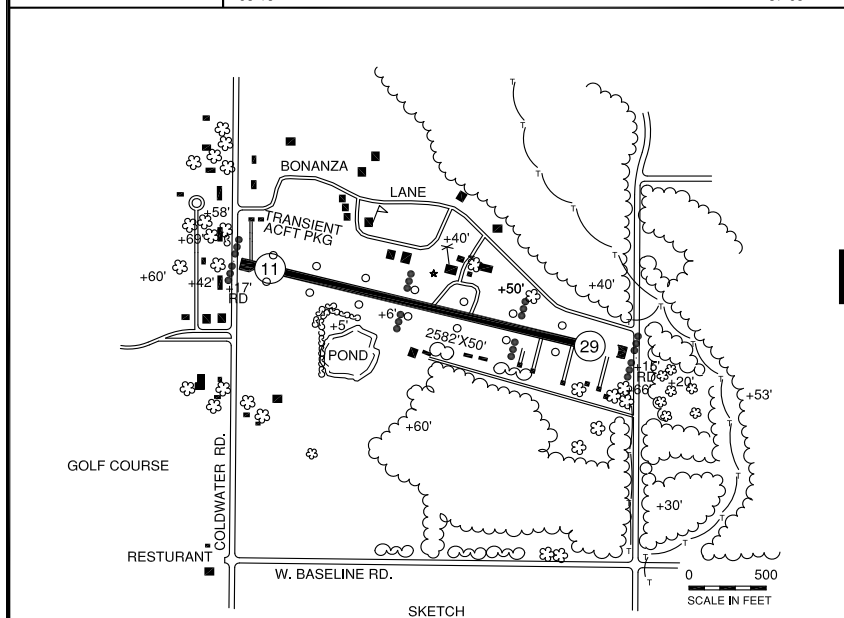 BONANZA
LANE
TRANSIENT
ACFT PKG
+58'
+69'
+40'
+60'
+42'
+17'
RD
11
+50'
+40'
+6'
+5'
2582'X50'
29
POND
+15'
RD
+20'
+66'
+53'
+60'
GOLF COURSE
COLDWATER RD.
+30'
RESTURANT
W. BASELINE RD.
0 500
SCALE IN FEET
SKETCH